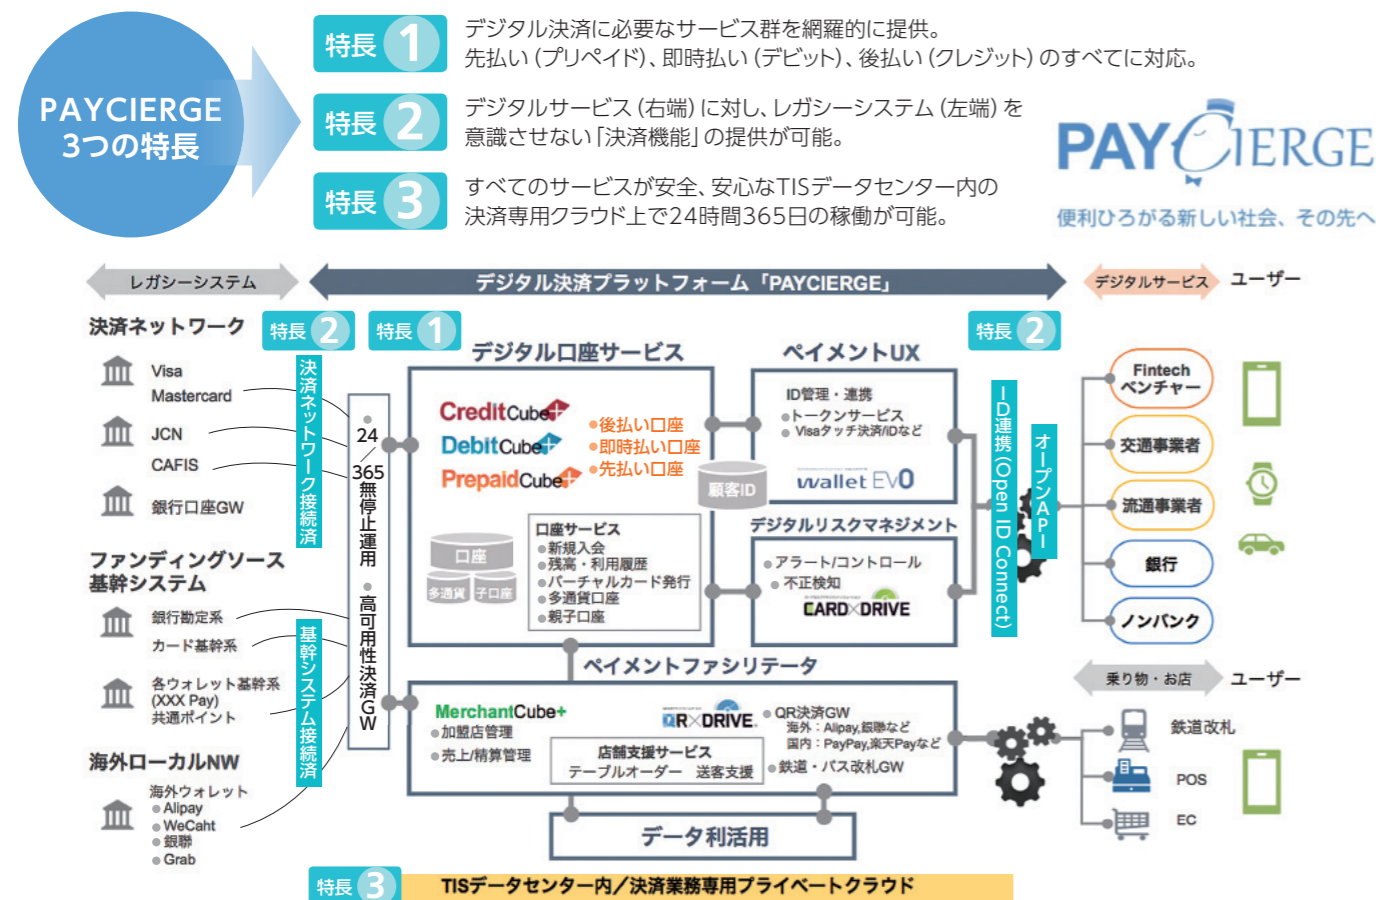 PAYCIERGE
3つの特長
特長 1
デジタル決済に必要なサービス群を網羅的に提供。
先払い（プリペイド）、即時払い（デビット）、後払い（クレジット）のすべてに対応。
特長 2
デジタルサービス（右端）に対し、レガシーシステム（左端）を
意識させない「決済機能」の提供が可能。
特長 3
すべてのサービスが安全、安心なTISデータセンター内の
決済専用クラウド上で24時間365日の稼働が可能。
PAYCIERGE
便利ひろがる新しい社会、その先へ
レガシーシステム
デジタル決済プラットフォーム「PAYCIERGE」
デジタルサービス
ユーザー
決済ネットワーク
Visa
Mastercard
JCN
CAFIS
銀行口座GW
ファンディングソース
基幹システム
銀行勘定系
カード基幹系
各ウォレット基幹系
(XXX Pay)
共通ポイント
海外ローカルNW
海外ウォレット
●Alipay
●WeCaht
●銀聯
●Grab
特長 2
決済ネットワーク接続済
基幹システム接続済
●24／365無停止運用 ●高可用性決済GW
特長 1
デジタル口座サービス
CreditCube+
DebitCube+
PrepaidCube+
●後払い口座
●即時払い口座
●先払い口座
口座
多通貨
子口座
口座サービス
●新規入会
●残高・利用履歴
●バーチャルカード発行
●多通貨口座
●親子口座
顧客ID
ペイメントUX
ID管理・連携
●トークンサービス
●Visaタッチ決済/iDなど
wallet EVO
デジタルリスクマネジメント
●アラート/コントロール
●不正検知
CARD×DRIVE
ペイメントファシリテータ
MerchantCube+
●加盟店管理
●売上/精算管理
QR×DRIVE
●QR決済GW
海外：Alipay,銀聯など
国内：PayPay,楽天Payなど
●鉄道・バス改札GW
店舗支援サービス
テーブルオーダー 送客支援
データ利活用
特長 2
ID連携(Open ID Connect)
オープンAPI
Fintech
ベンチャー
交通事業者
流通事業者
銀行
ノンバンク
乗り物・お店
ユーザー
鉄道改札
POS
EC
特長 3
TISデータセンター内／決済業務専用プライベートクラウド